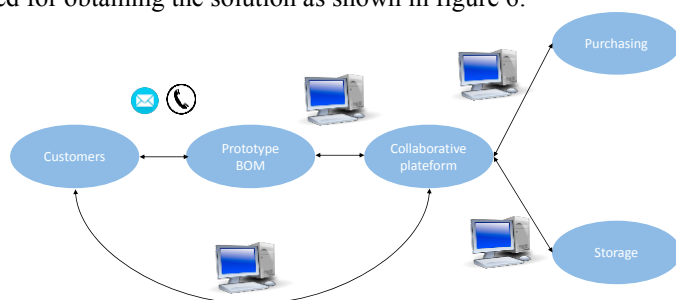 ed for obtaining the solution as shown in figure 6.
Purchasing
Customers
Prototype
BOM
Collaborative
plateform
Storage